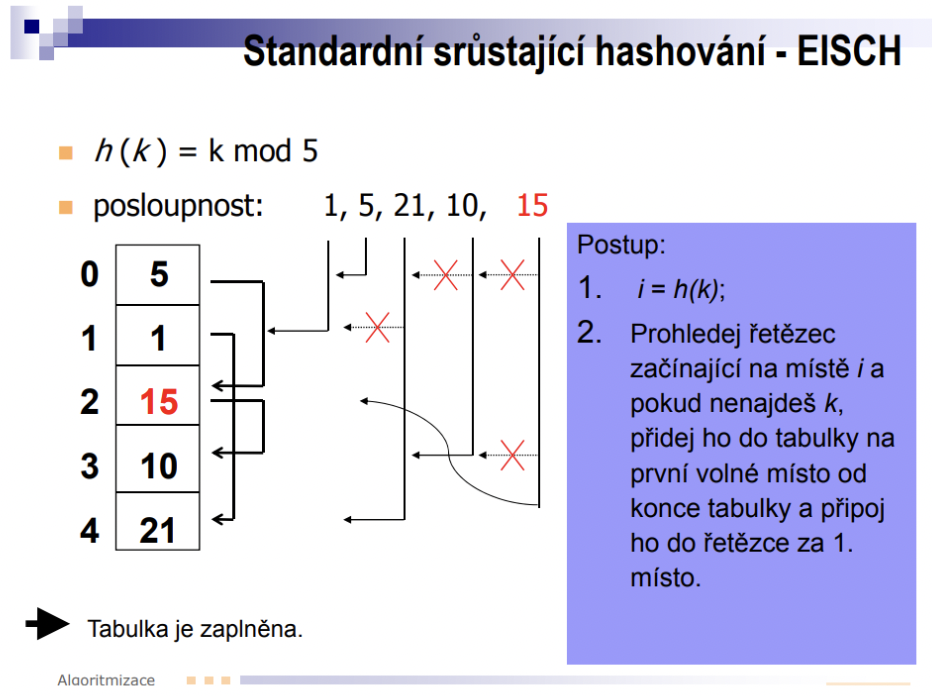 Standardní srůstající hashování - EISCH
h (k ) = k mod 5
posloupnost: 1, 5, 21, 10, 15
0 5
1 1
2 15
3 10
4 21
Postup:
1. i = h(k);
2. Prohledej řetězec
začínající na místě i a
pokud nenajdeš k,
přidej ho do tabulky na
první volné místo od
konce tabulky a připoj
ho do řetězce za 1.
místo.
Tabulka je zaplněna.
Algoritmizace